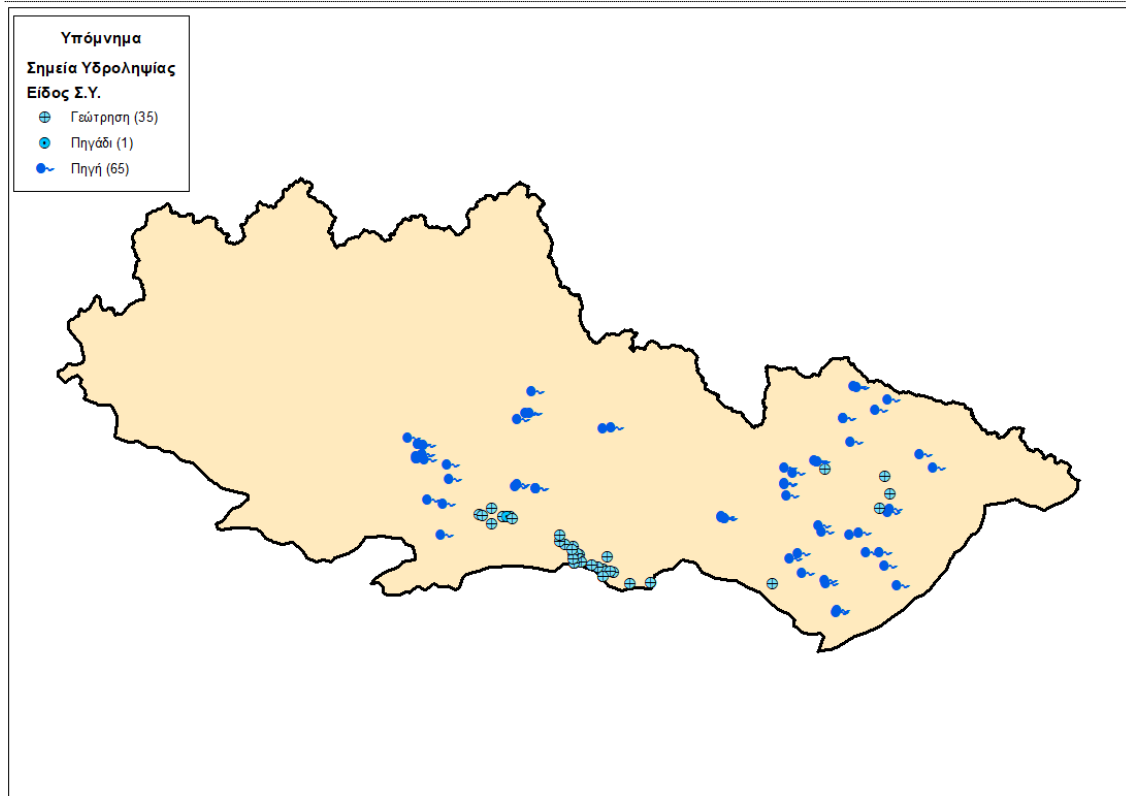 Υπόμνημα
Σημεία Υδροληψίας
Είδος Σ.Υ.
Γεώτρηση (35)
Πηγάδι (1)
Πηγή (65)